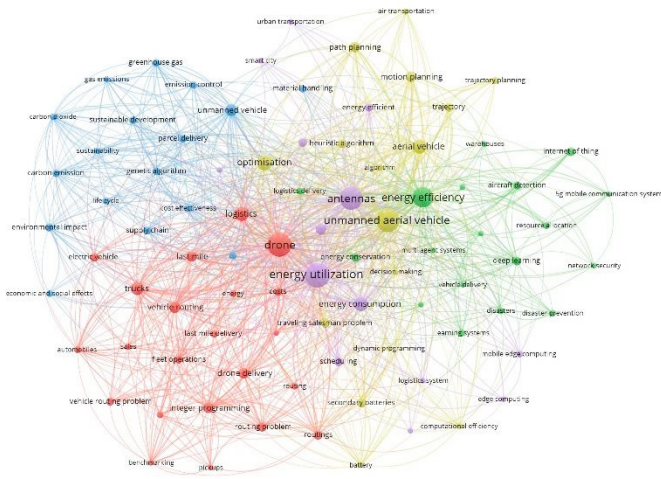 air transportation
urban transportation
path planning
greenhouse gas
smart city
gas emissions
emission control
material handling
motion planning
trajectory planning
carbon dioxide
sustainable development
unmanned vehicle
energy efficient
trajectory
parcel delivery
sustainability
heuristic algorithm
aerial vehicle
warehouses
internet of thing
optimisation
carbon emission
genetic algorithm
algorithm
aircraft detection
5g mobile communication system
logistics delivery
antennas
energy efficiency
life cycle
cost effectiveness
logistics
unmanned aerial vehicle
resource allocation
environmental impact
supply chain
drone
multi agent systems
electric vehicle
last mile
energy conservation
deep learning
network security
energy utilization
decision making
economic and social effects
trucks
energy
costs
vehicle delivery
vehicle routing
energy consumption
disasters
disaster prevention
traveling salesman problem
last mile delivery
earning systems
automobiles
sales
dynamic programming
mobile edge computing
fleet operations
scheduling
drone delivery
logistics system
routing
edge computing
vehicle routing problem
integer programming
secondary batteries
routing problem
routings
computational efficiency
benchmarking
pickups
battery